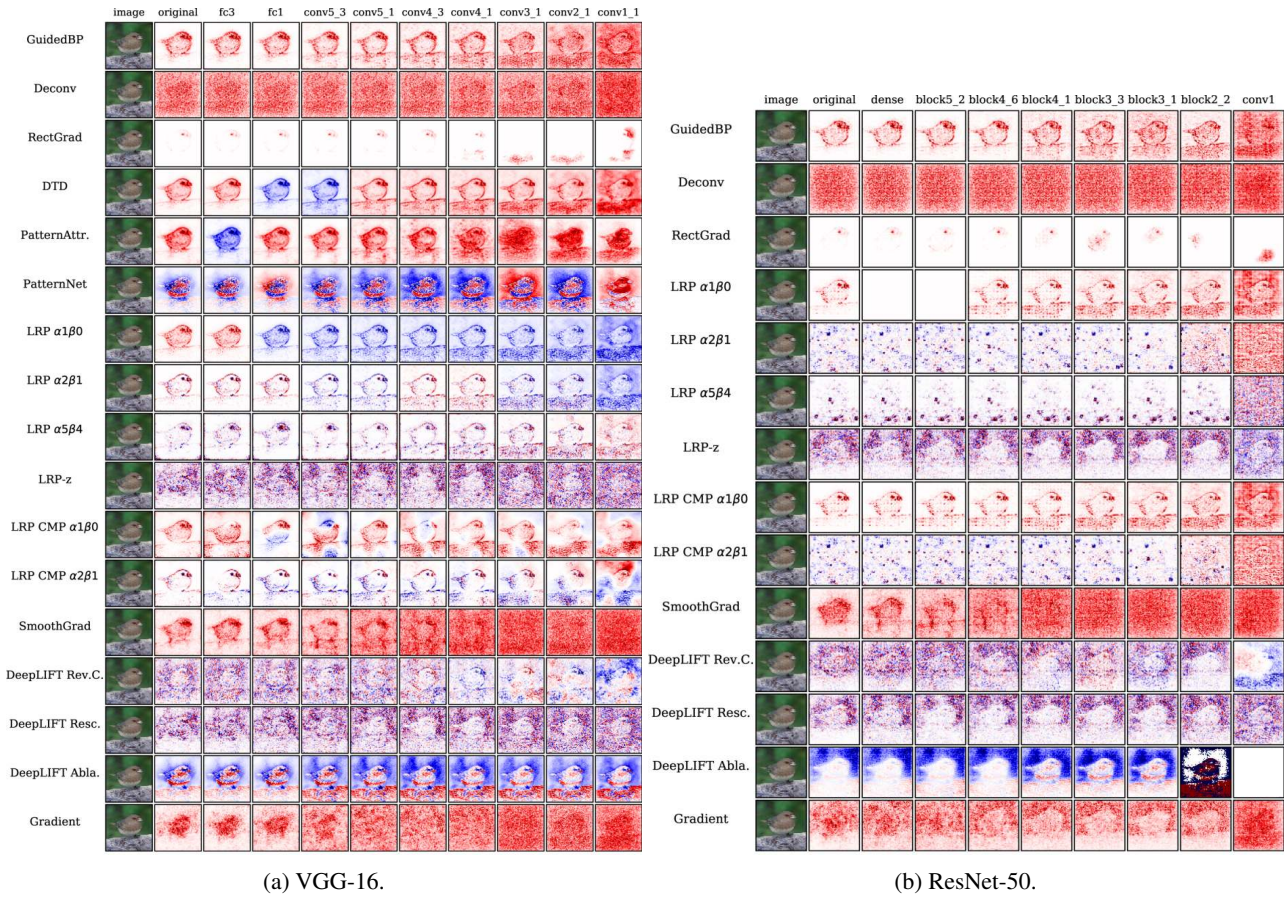 image original fc3 fc1 conv5_3 conv5_1 conv4_3 conv4_1 conv3_1 conv2_1 conv1_1
GuidedBP
Deconv
RectGrad
DTD
PatternAttr.
PatternNet
LRP α1β0
LRP α2β1
LRP α5β4
LRP-z
LRP CMP α1β0
LRP CMP α2β1
SmoothGrad
DeepLIFT Rev.C.
DeepLIFT Resc.
DeepLIFT Abla.
Gradient
(a) VGG-16.
image original dense block5_2 block4_6 block4_1 block3_3 block3_1 block2_2 conv1
GuidedBP
Deconv
RectGrad
LRP α1β0
LRP α2β1
LRP α5β4
LRP-z
LRP CMP α1β0
LRP CMP α2β1
SmoothGrad
DeepLIFT Rev.C.
DeepLIFT Resc.
DeepLIFT Abla.
Gradient
(b) ResNet-50.